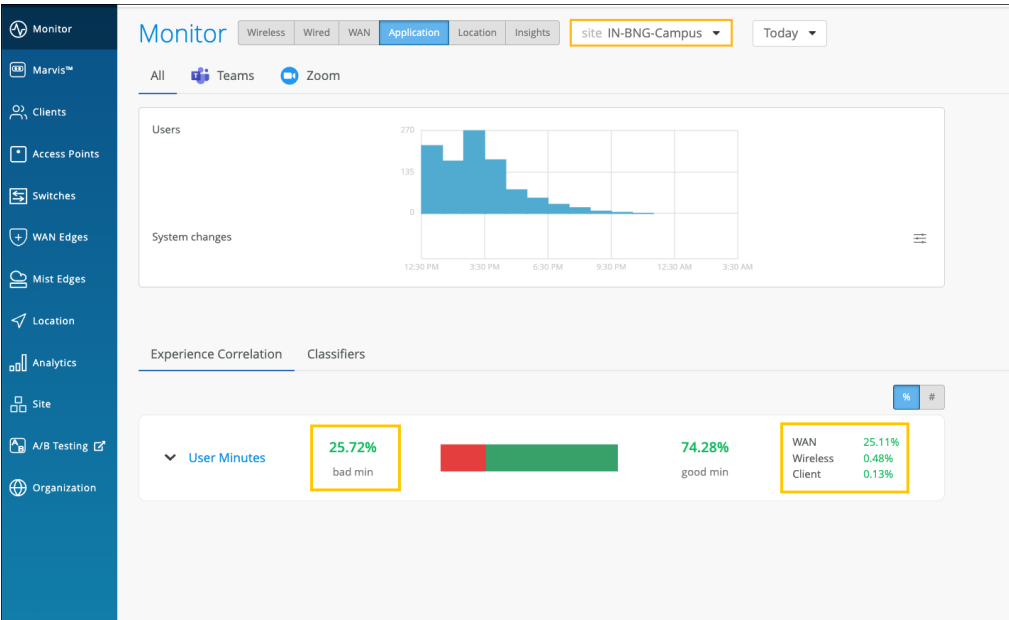 Monitor
Marvis™
Clients
Access Points
Switches
WAN Edges
Mist Edges
Location
Analytics
Site
A/B Testing
Organization
Monitor Wireless Wired WAN Application Location Insights site IN-BNG-Campus Today
All Teams Zoom
Users
270
135
0
System changes
12:30 PM 3:30 PM 6:30 PM 9:30 PM 12:30 AM 3:30 AM
Experience Correlation Classifiers
% #
User Minutes
25.72%
bad min
74.28%
good min
WAN 25.11%
Wireless 0.48%
Client 0.13%